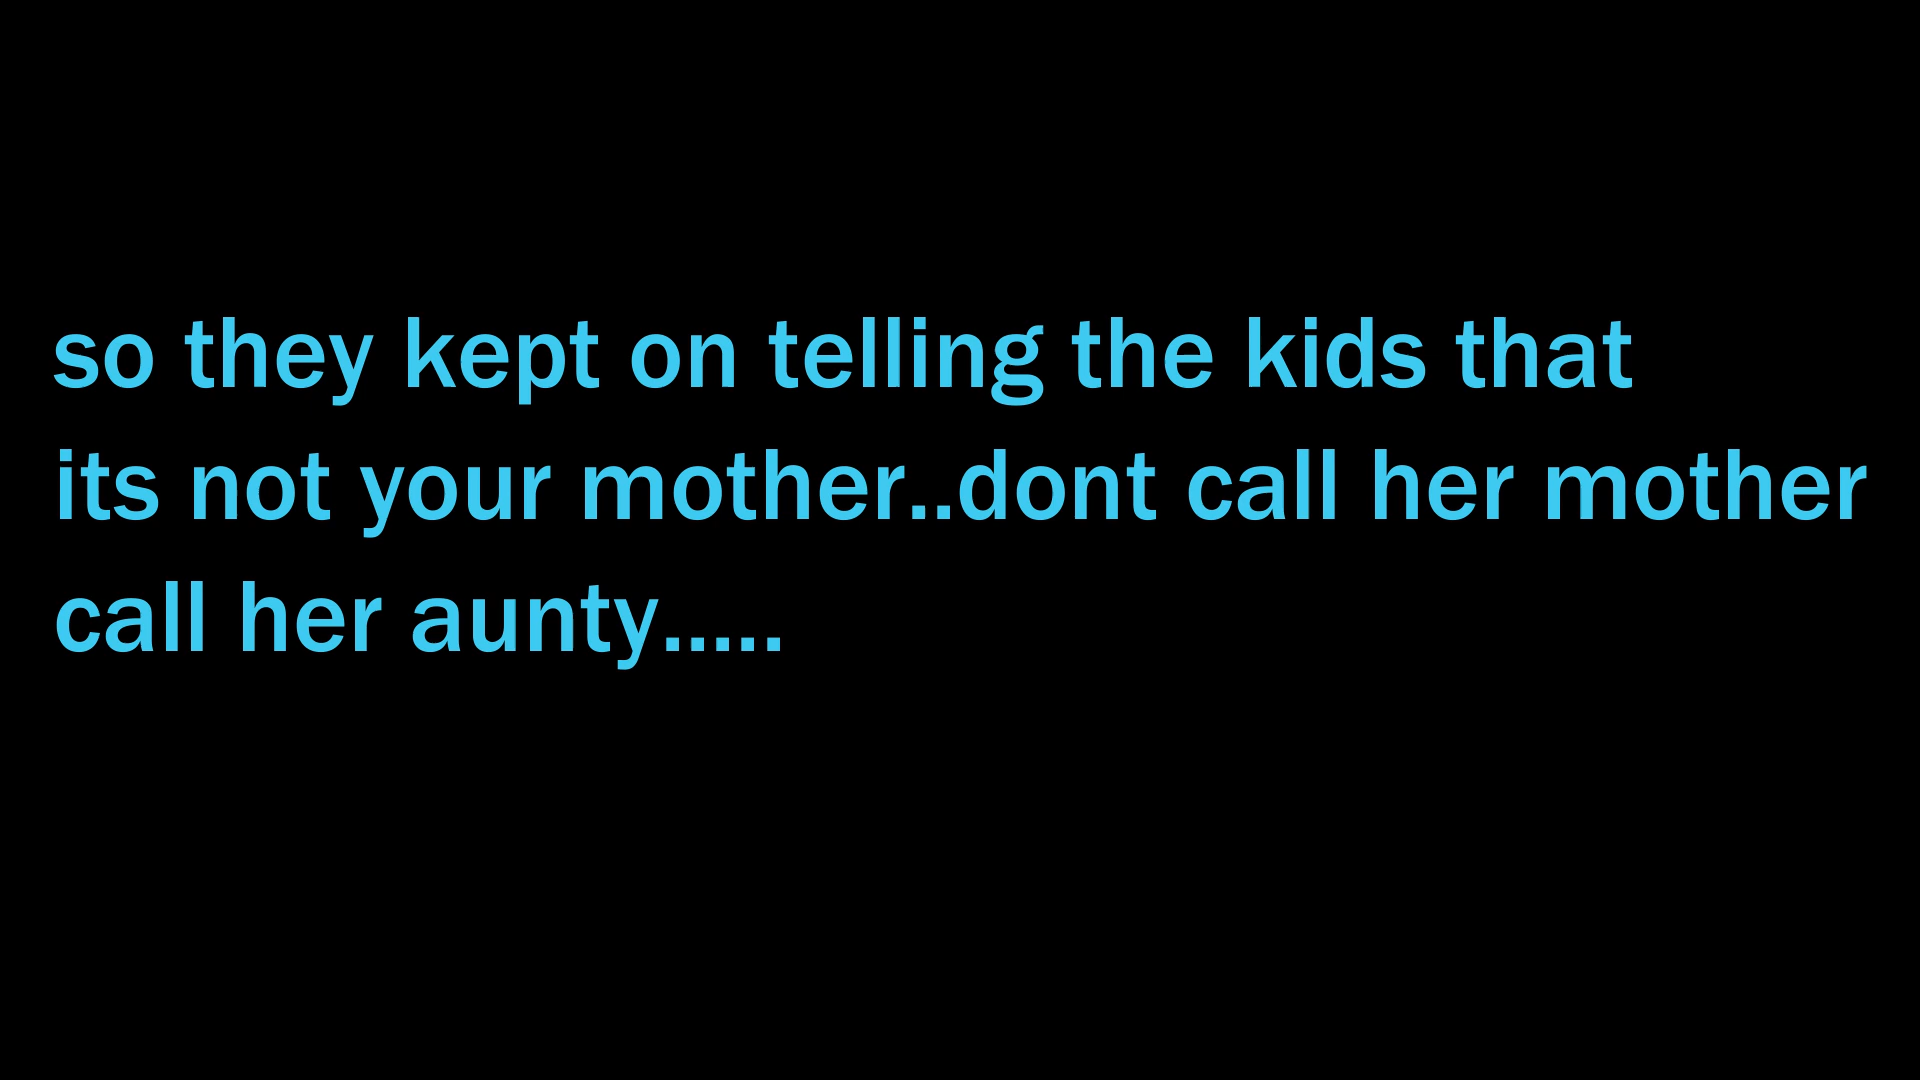 so they kept on telling the kids that
its not your mother..dont call her mother
call her aunty.....